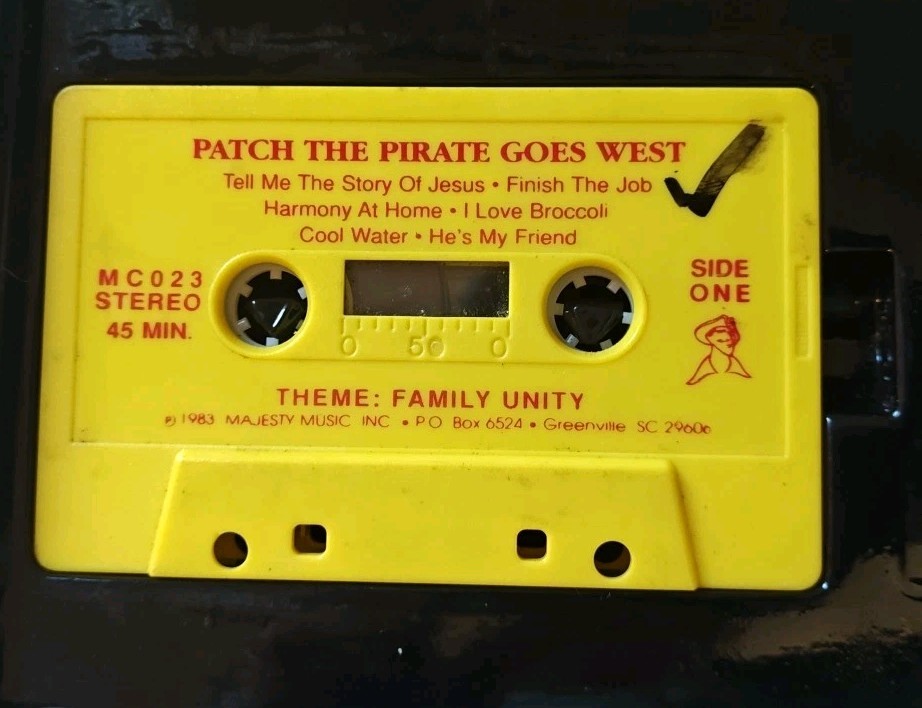 PATCH THE PIRATE GOES WEST
Tell Me The Story Of Jesus • Finish The Job
Harmony At Home • I Love Broccoli
Cool Water • He's My Friend
MC023
STEREO
45 MIN.
SIDE
ONE
0 50 0
THEME: FAMILY UNITY
℗ 1983 MAJESTY MUSIC INC • P O Box 6524 • Greenville SC 29606